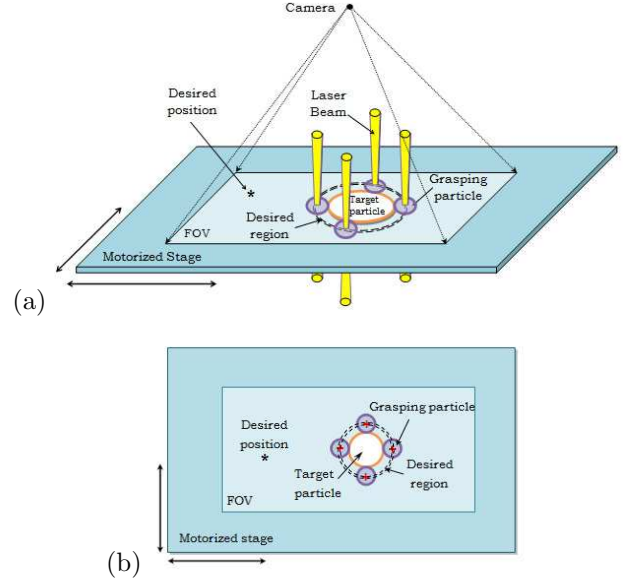 Camera
Desired
position
Laser
Beam
Grasping
particle
*
Target
particle
Desired
region
FOV
Motorized Stage
(a)
Desired
position
*
Grasping particle
Target
particle
Desired
region
FOV
Motorized stage
(b)